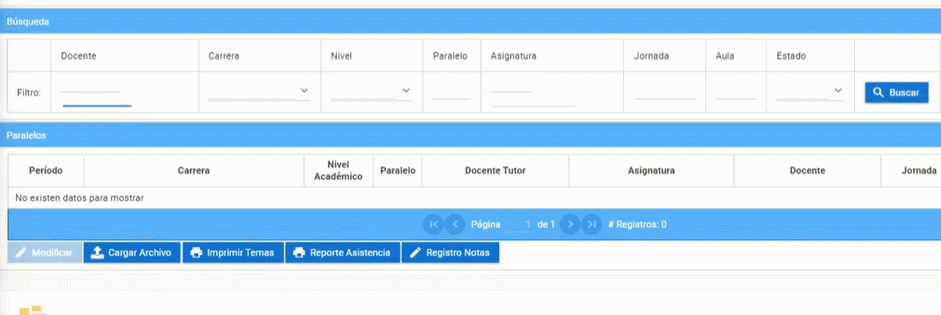 Búsqueda
Docente Carrera Nivel Paralelo Asignatura Jornada Aula Estado
Filtro: Buscar
Paralelos
Período Carrera Nivel Académico Paralelo Docente Tutor Asignatura Docente Jornada
No existen datos para mostrar
Página 1 de 1 # Registros: 0
Modificar Cargar Archivo Imprimir Temas Reporte Asistencia Registro Notas